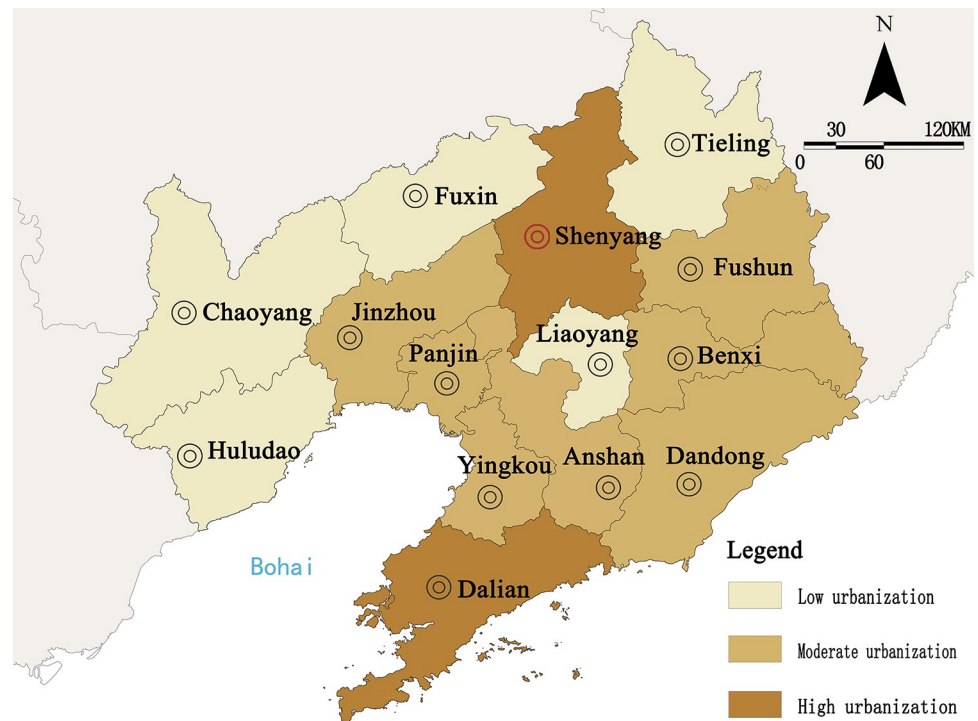 N
30 120KM
0 60
Tieling
Fuxin
Shenyang
Fushun
Chaoyang
Jinzhou
Liaoyang
Panjin
Benxi
Huludao
Yingkou
Anshan
Dandong
Bohai
Dalian
Legend
Low urbanization
Moderate urbanization
High urbanization